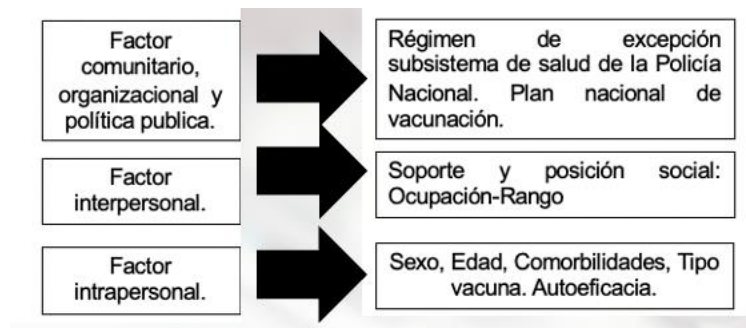 Factor
comunitario,
organizacional y
política publica.
Régimen de excepción
subsistema de salud de la Policía
Nacional. Plan nacional de
vacunación.
Factor
interpersonal.
Soporte y posición social:
Ocupación-Rango
Factor
intrapersonal.
Sexo, Edad, Comorbilidades, Tipo
vacuna. Autoeficacia.